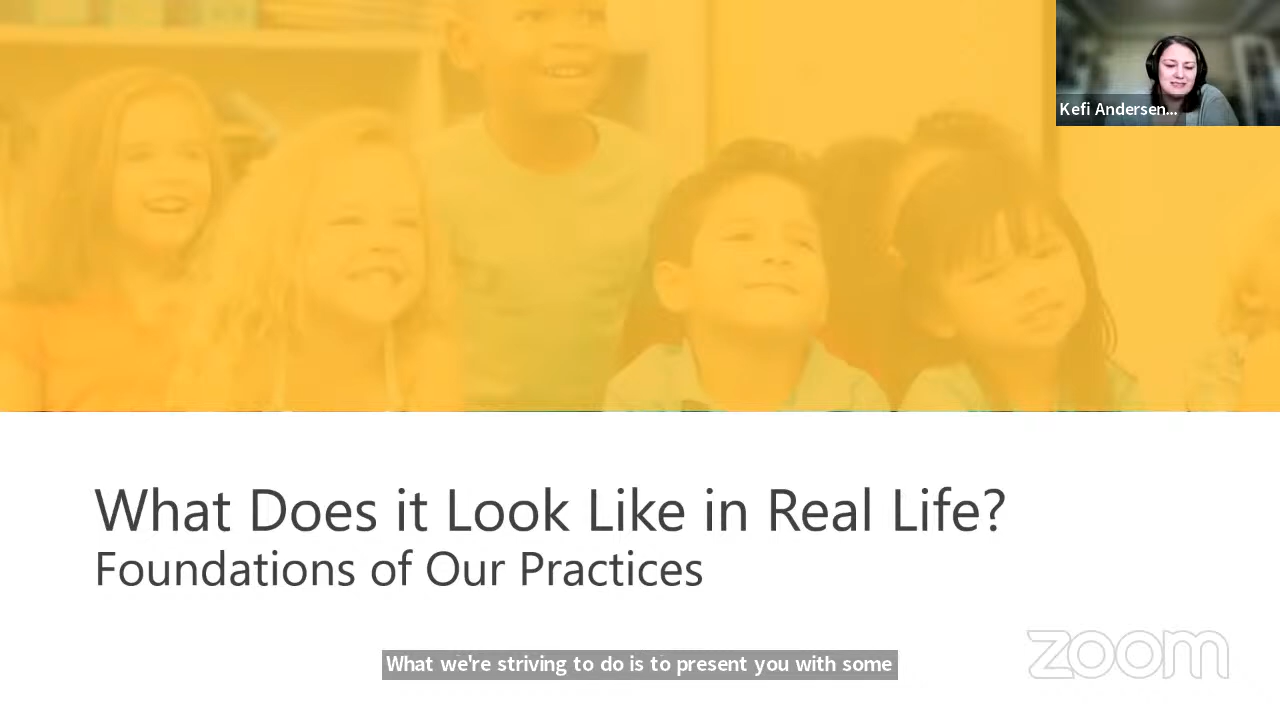 Kefi Andersen...
What Does it Look Like in Real Life?
Foundations of Our Practices
zoom
What we're striving to do is to present you with some